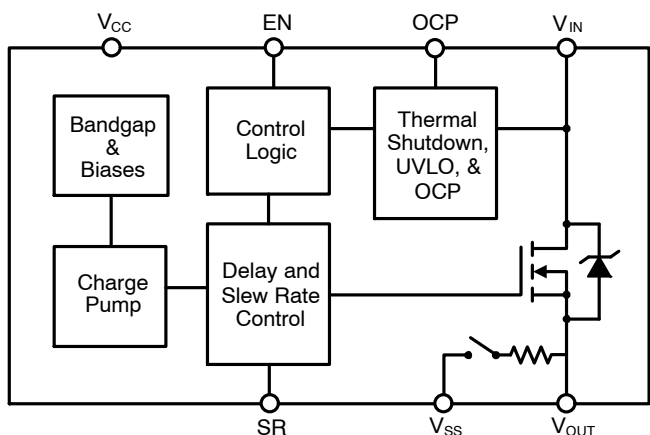 VCC
EN
OCP
VIN
Bandgap
&
Biases
Control
Logic
Thermal
Shutdown,
UVLO, &
OCP
Charge
Pump
Delay and
Slew Rate
Control
SR
VSS
VOUT